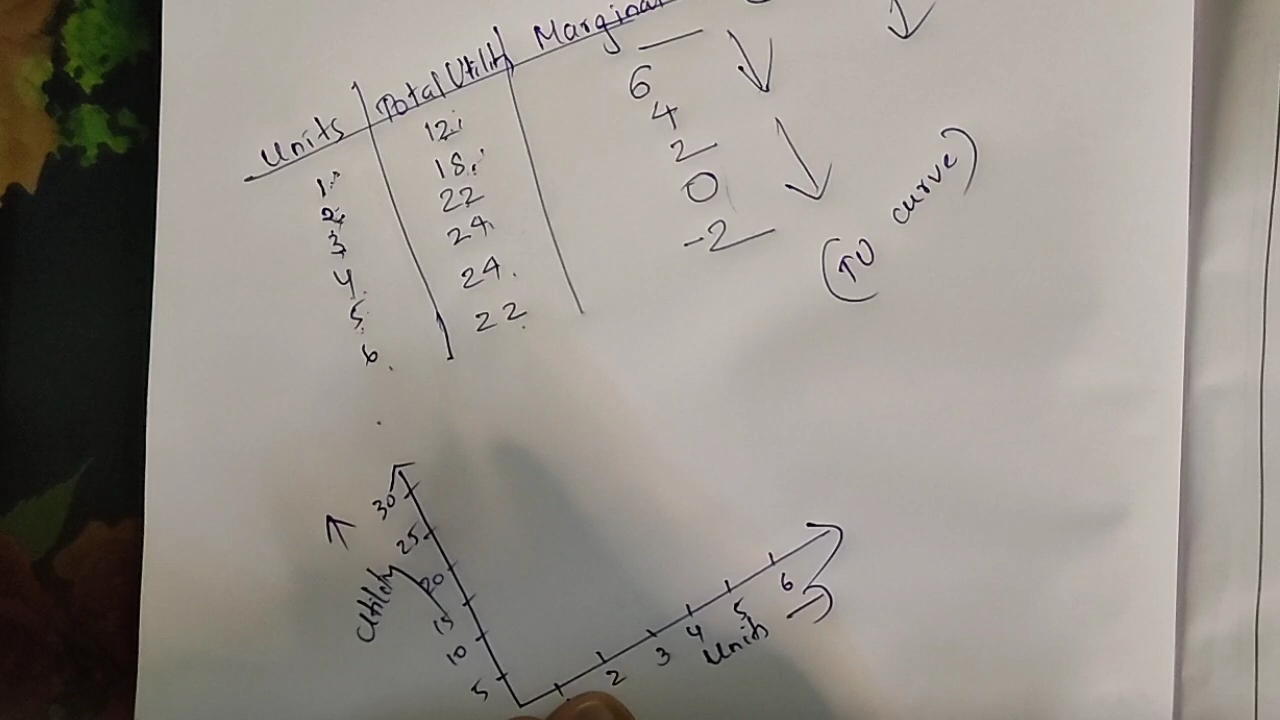 Units Total Utility Marginal
1 12 —
2 18 6
3 22 4
4 24 2
5 24 0
6 22 -2
(TU curve)
30
25
20
15
10
5
Utility
2 3 4 5 6
Units